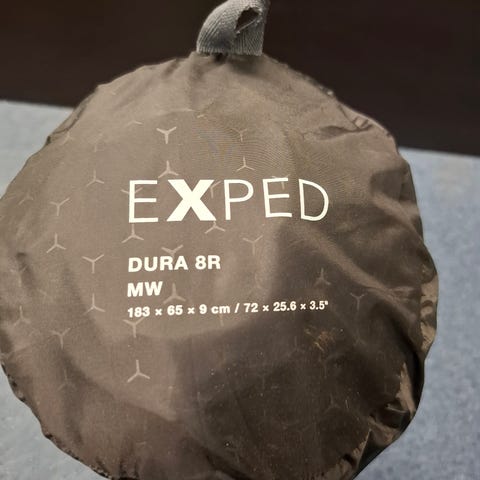 EXPED
DURA 8R
MW
183 x 65 x 9 cm / 72 x 25.6 x 3.5"